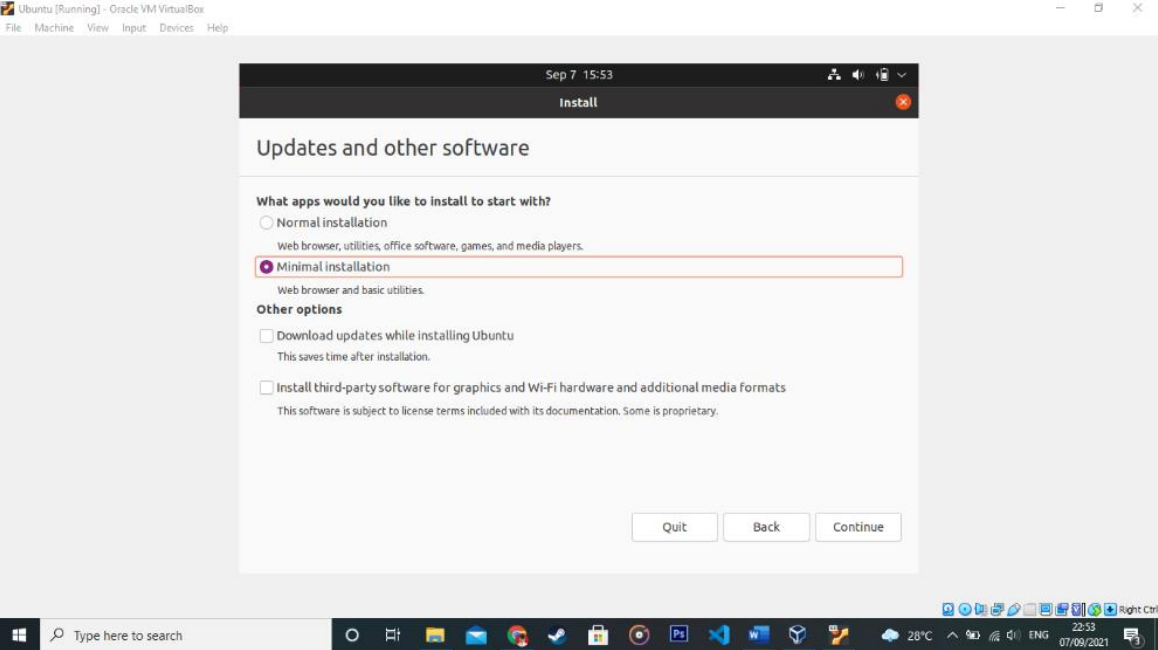 Ubuntu [Running] - Oracle VM VirtualBox
File Machine View Input Devices Help
Sep 7 15:53
Install
Updates and other software
What apps would you like to install to start with?
Normal installation
Web browser, utilities, office software, games, and media players.
Minimal installation
Web browser and basic utilities.
Other options
Download updates while installing Ubuntu
This saves time after installation.
Install third-party software for graphics and Wi-Fi hardware and additional media formats
This software is subject to license terms included with its documentation. Some is proprietary.
Quit Back Continue
Right Ctrl
Type here to search
Ps
W
28°C
ENG
22:53
07/09/2021
3